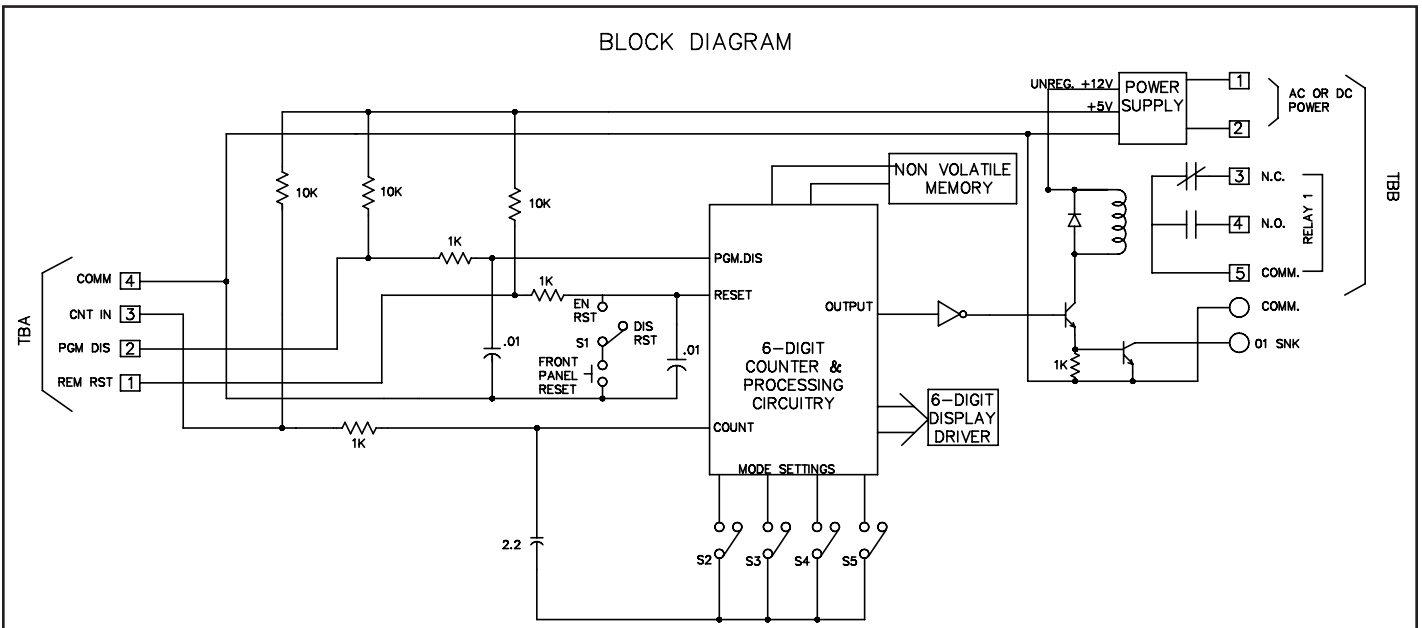 BLOCK DIAGRAM
UNREG. +12V
+5V
POWER
SUPPLY
1
2
AC OR DC
POWER
TBB
10K
10K
10K
NON VOLATILE
MEMORY
3 N.C.
4 N.O.
5 COMM.
RELAY 1
COMM.
O1 SNK
TBA
COMM 4
CNT IN 3
PGM DIS 2
REM RST 1
1K
1K
EN
RST
DIS
RST
S1
FRONT
PANEL
RESET
.01
.01
1K
2.2
PGM.DIS
RESET
OUTPUT
6-DIGIT
COUNTER &
PROCESSING
CIRCUITRY
COUNT
MODE SETTINGS
1K
6-DIGIT
DISPLAY
DRIVER
S2
S3
S4
S5